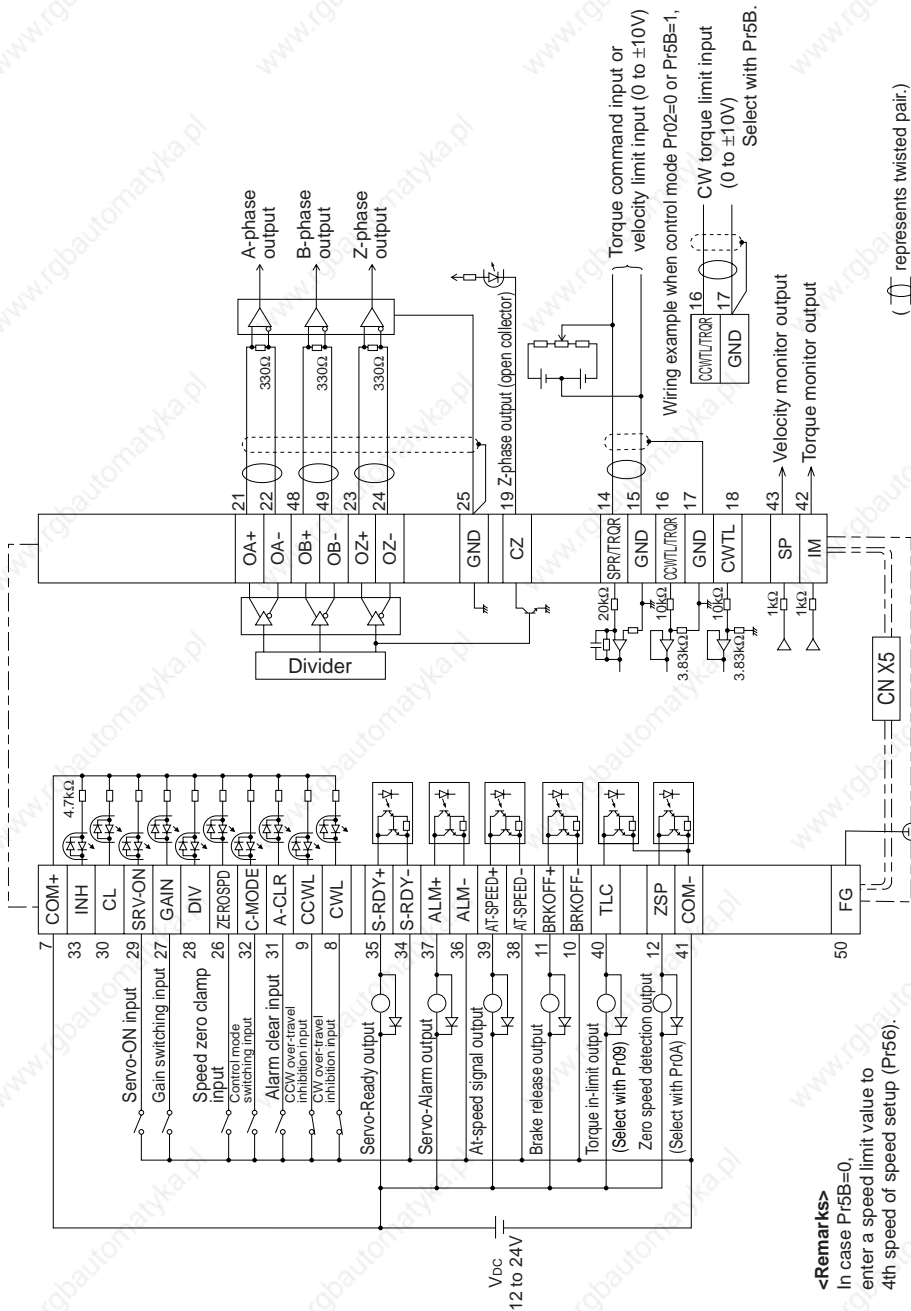 7 COM+
33 INH
30 CL
29 SRV-ON
27 GAIN
28 DIV
26 ZEROSPD
32 C-MODE
31 A-CLR
9 CCWL
8 CWL
35 S-RDY+
34 S-RDY-
37 ALM+
36 ALM-
39 AT-SPEED+
38 AT-SPEED-
11 BRKOFF+
10 BRKOFF-
40 TLC
12 ZSP
41 COM-
50 FG
4.7kΩ
Servo-ON input
Gain switching input
Speed zero clamp
input
Control mode
switching input
Alarm clear input
CCW over-travel
inhibition input
CW over-travel
inhibition input
Servo-Ready output
Servo-Alarm output
At-speed signal output
Brake release output
Torque in-limit output
(Select with Pr09)
Zero speed detection output
(Select with Pr0A)
VDC
12 to 24V
<Remarks>
In case Pr5B=0,
enter a speed limit value to
4th speed of speed setup (Pr56).
Divider
OA+ 21
OA- 22
OB+ 48
OB- 49
OZ+ 23
OZ- 24
GND 25
CZ 19
330Ω
330Ω
330Ω
A-phase
output
B-phase
output
Z-phase
output
Z-phase output (open collector)
20kΩ
10kΩ
3.83kΩ
10kΩ
3.83kΩ
1kΩ
1kΩ
SPR/TRQR 14
GND 15
CCWTL/TRQR 16
GND 17
CWTL 18
SP 43
IM 42
Torque command input or
velocity limit input (0 to ±10V)
Wiring example when control mode Pr02=0 or Pr5B=1,
CCWTL/TRQR 16
GND 17
CW torque limit input
(0 to ±10V)
Select with Pr5B.
Velocity monitor output
Torque monitor output
CN X5
( represents twisted pair.)
www.rgbautomatyka.pl